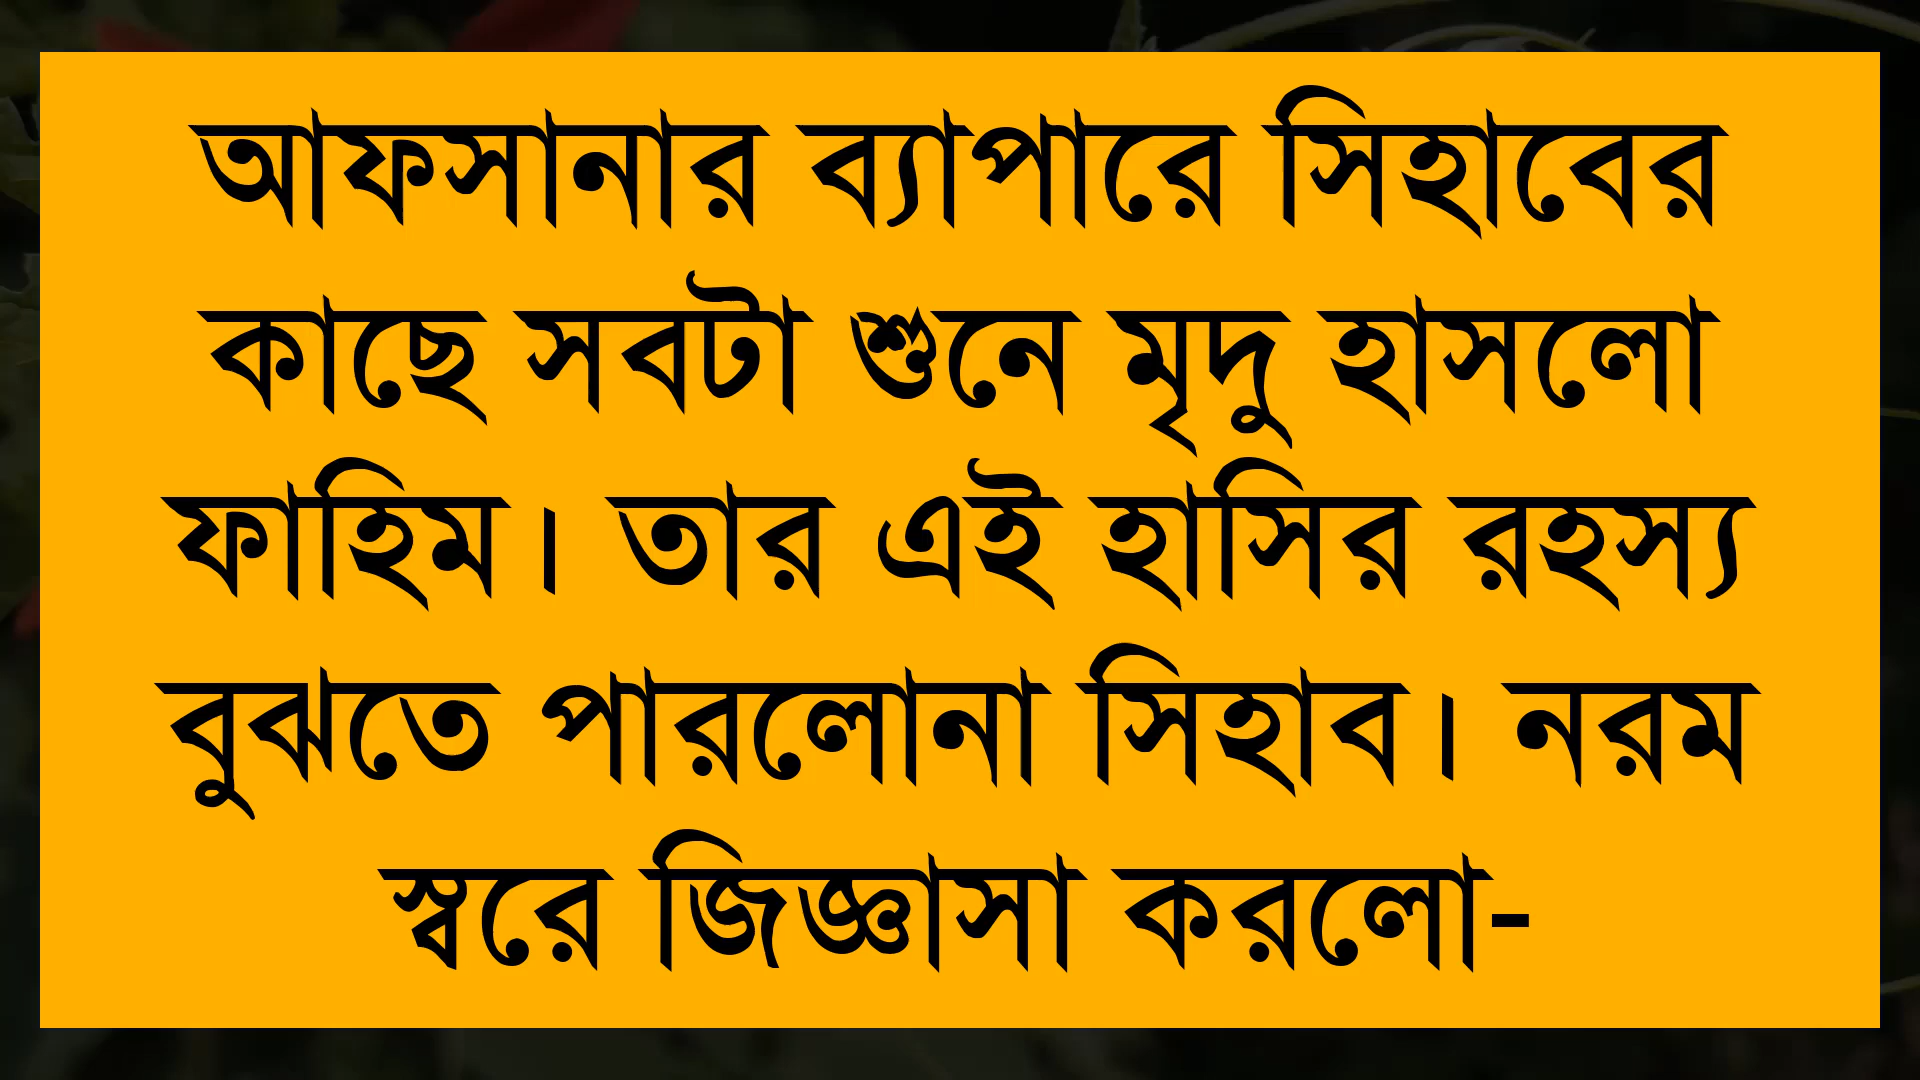 আফসানার ব্যাপারে সিহাবের
কাছে সবটা শুনে মৃদু হাসলো
ফাহিম। তার এই হাসির রহস্য
বুঝতে পারলোনা সিহাব। নরম
স্বরে জিজ্ঞাসা করলো-